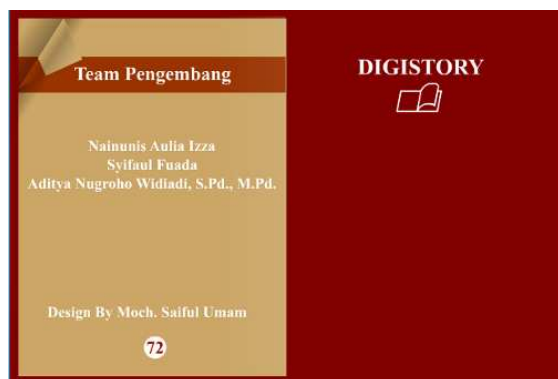 Team Pengembang
Nainunis Aulia Izza
Syifaul Fuada
Aditya Nugroho Widiadi, S.Pd., M.Pd.
Design By Moch. Saiful Umam
72
DIGISTORY